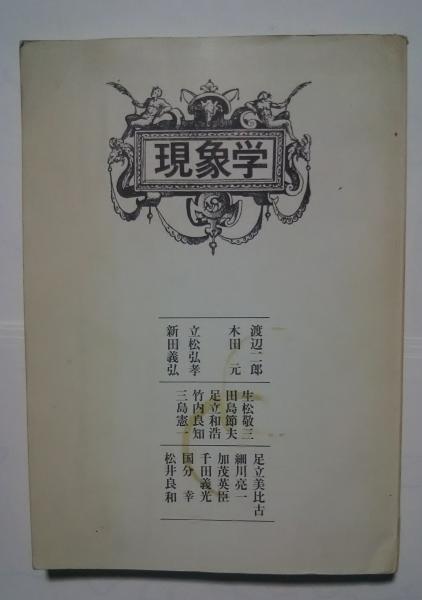 現象学
渡辺二郎
木田 元
立松弘孝
新田義弘
生松敬三
田島節夫
足立和浩
竹内良知
三島憲一
足立美比古
細川亮一
加茂英臣
千田義光
国分 幸
松井良和